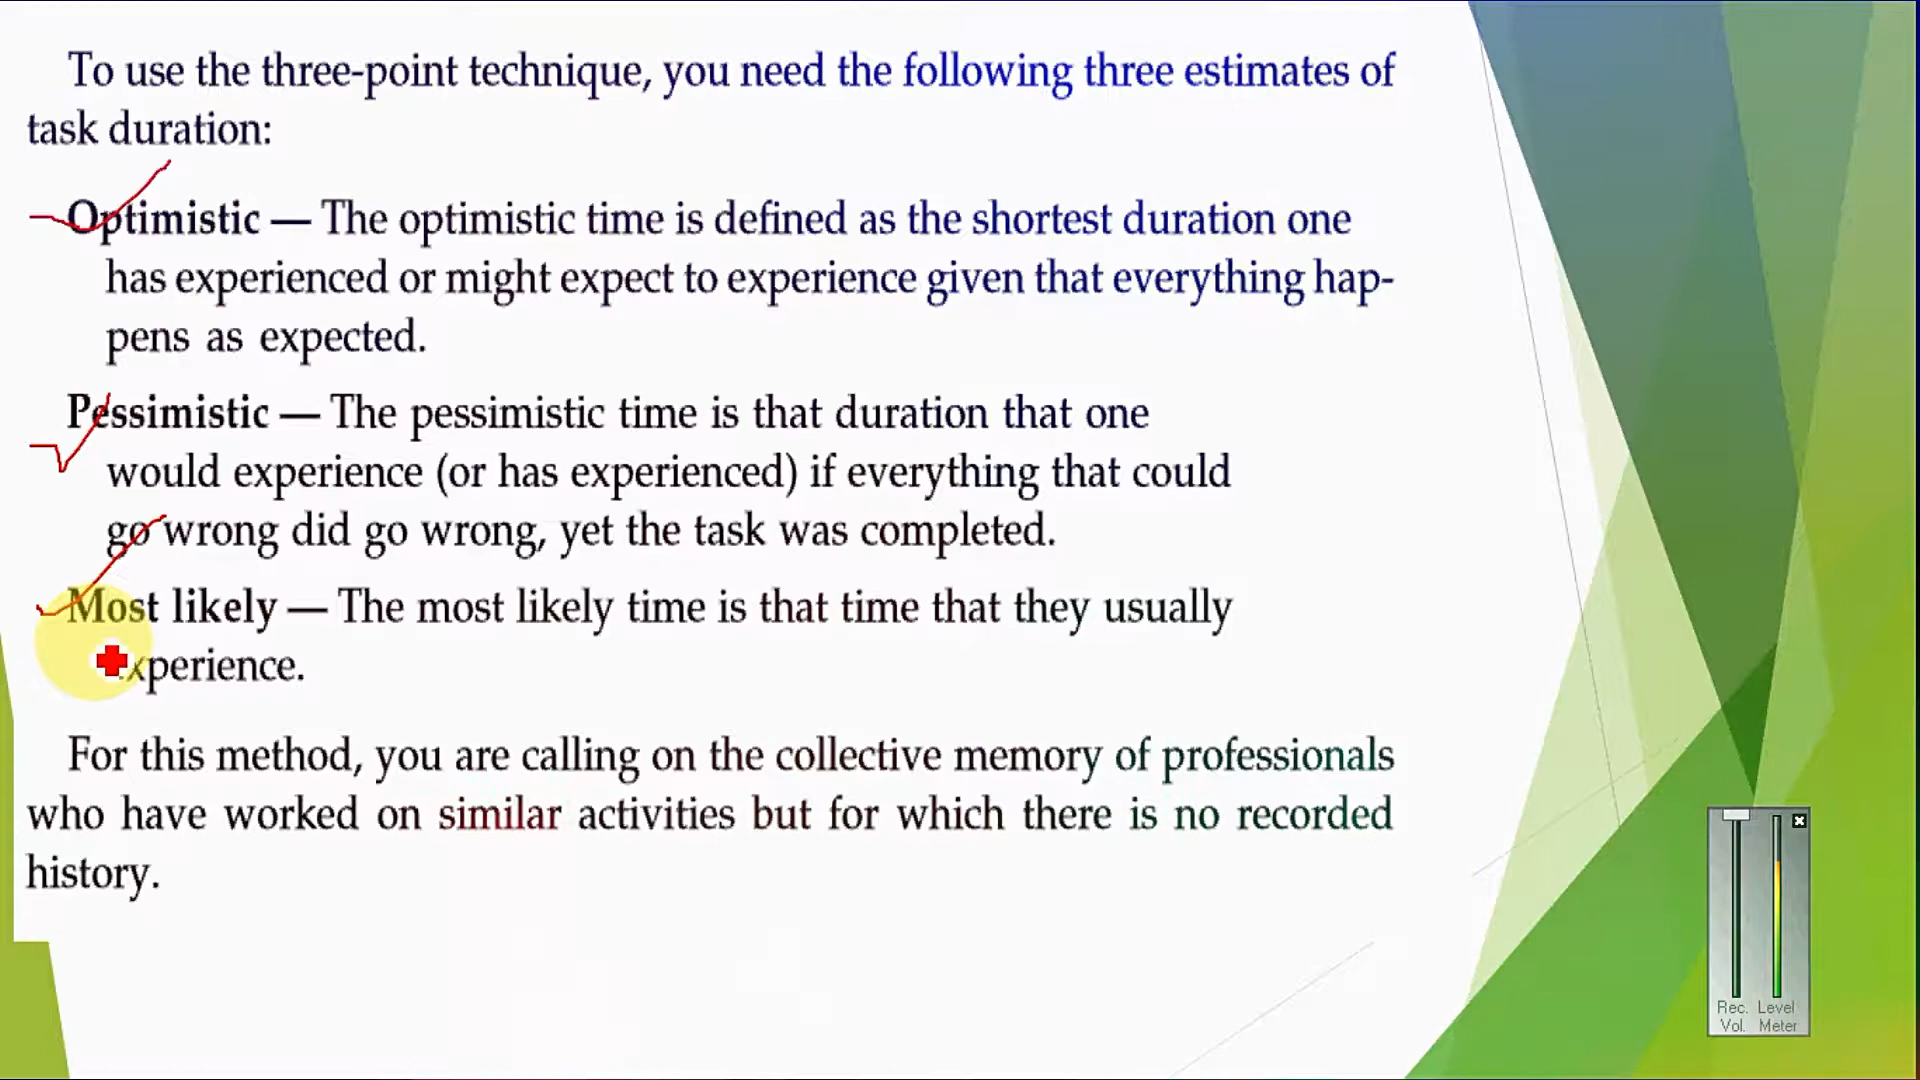 To use the three-point technique, you need the following three estimates of
task duration:
Optimistic — The optimistic time is defined as the shortest duration one
has experienced or might expect to experience given that everything hap-
pens as expected.
Pessimistic — The pessimistic time is that duration that one
would experience (or has experienced) if everything that could
go wrong did go wrong, yet the task was completed.
Most likely — The most likely time is that time that they usually
experience.
For this method, you are calling on the collective memory of professionals
who have worked on similar activities but for which there is no recorded
history.
Rec. Level
Vol. Meter